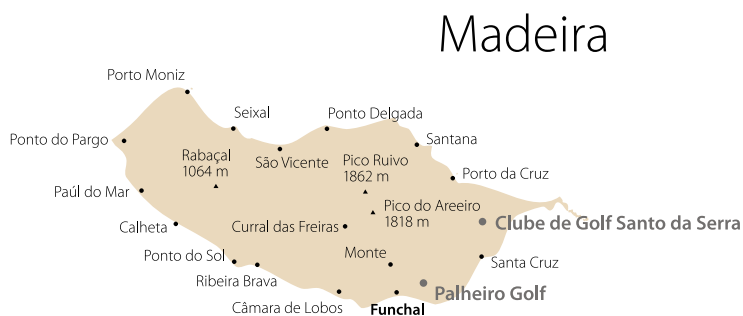 Madeira
Porto Moniz
Seixal
Ponto Delgada
Ponto do Pargo
Santana
Rabaçal
1064 m
São Vicente
Pico Ruivo
1862 m
Porto da Cruz
Paúl do Mar
Pico do Areeiro
1818 m
Calheta
Curral das Freiras
Clube de Golf Santo da Serra
Ponto do Sol
Monte
Santa Cruz
Ribeira Brava
Palheiro Golf
Câmara de Lobos
Funchal